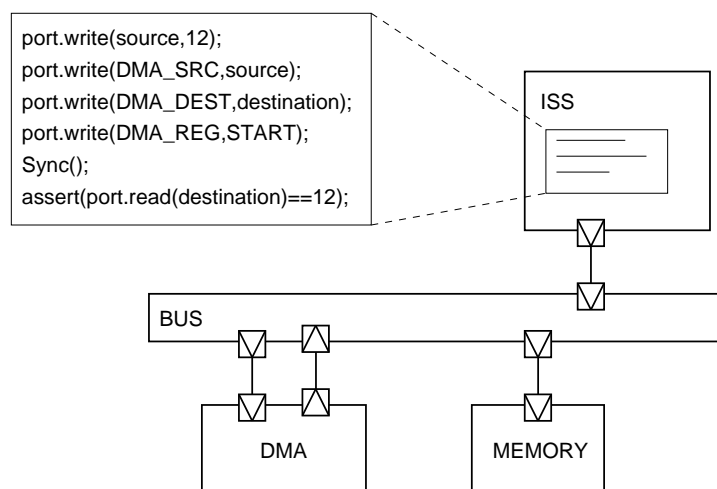 port.write(source,12);
port.write(DMA_SRC,source);
port.write(DMA_DEST,destination);
port.write(DMA_REG,START);
Sync();
assert(port.read(destination)==12);
ISS
BUS
DMA
MEMORY